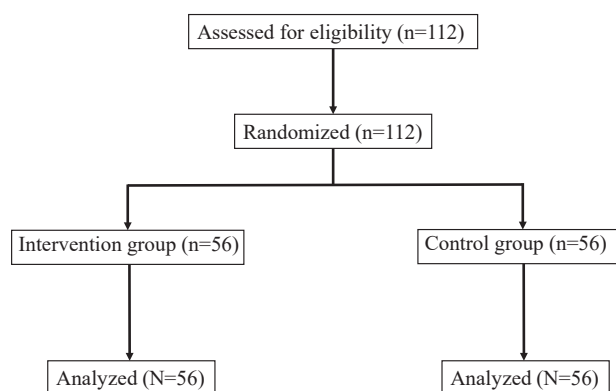 Assessed for eligibility (n=112)
Randomized (n=112)
Intervention group (n=56)
Control group (n=56)
Analyzed (N=56)
Analyzed (N=56)